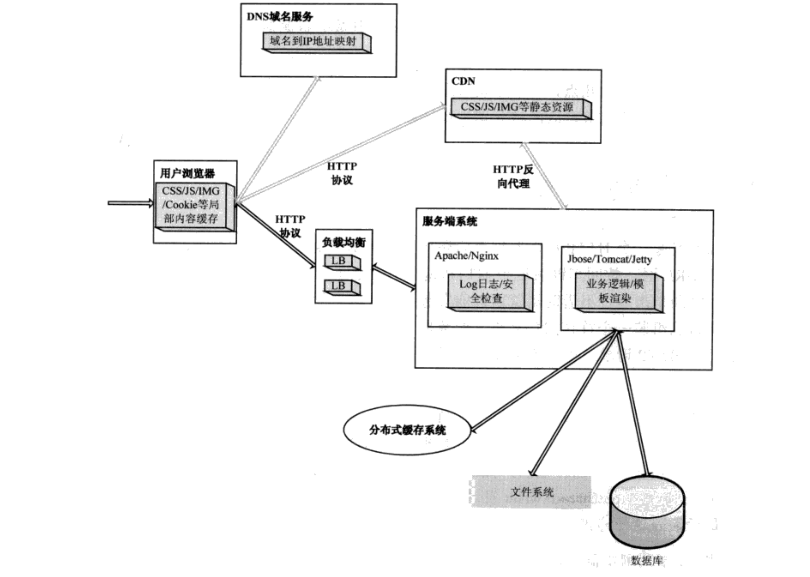 DNS域名服务
域名到IP地址映射
CDN
CSS/JS/IMG等静态资源
HTTP
协议
HTTP反
向代理
用户浏览器
CSS/JS/IMG
/Cookie等局
部内容缓存
HTTP
协议
负载均衡
LB
LB
服务端系统
Apache/Nginx
Log日志/安
全检查
Jbose/Tomcat/Jetty
业务逻辑/模
板渲染
分布式缓存系统
文件系统
数据库